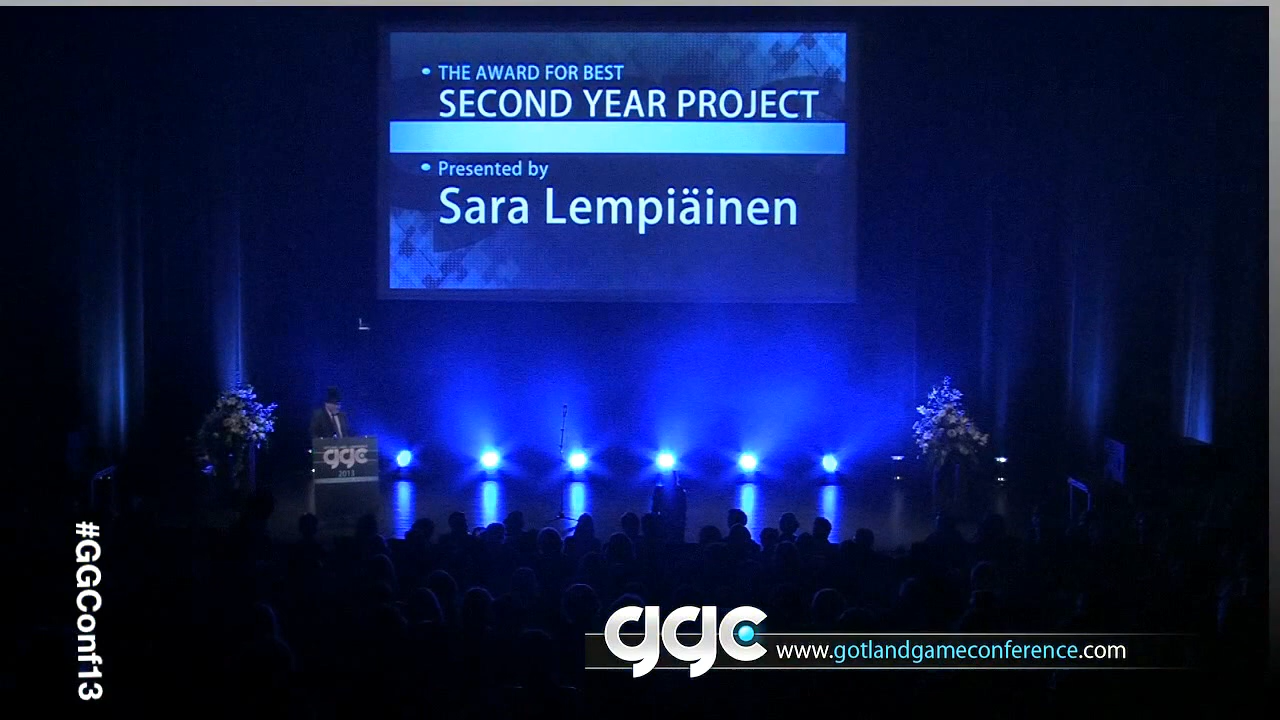 • THE AWARD FOR BEST
SECOND YEAR PROJECT
• Presented by
Sara Lempiäinen
ggc
2013
#GGConf13
ggc
www.gotlandgameconference.com